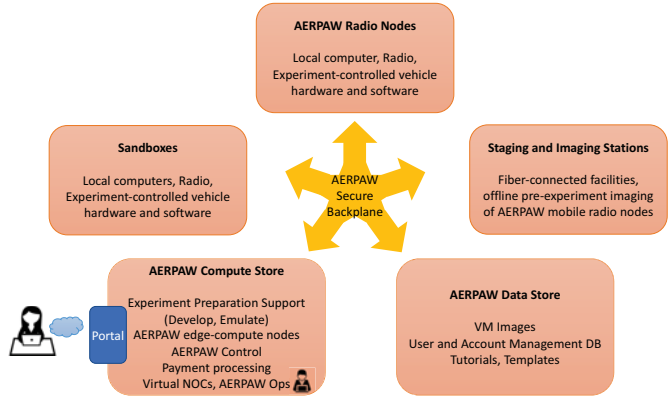 AERPAW Radio Nodes
Local computer, Radio,
Experiment-controlled vehicle
hardware and software
Sandboxes
Local computers, Radio,
Experiment-controlled vehicle
hardware and software
AERPAW
Secure
Backplane
Staging and Imaging Stations
Fiber-connected facilities,
offline pre-experiment imaging
of AERPAW mobile radio nodes
Portal
AERPAW Compute Store
Experiment Preparation Support
(Develop, Emulate)
AERPAW edge-compute nodes
AERPAW Control
Payment processing
Virtual NOCs, AERPAW Ops
AERPAW Data Store
VM Images
User and Account Management DB
Tutorials, Templates